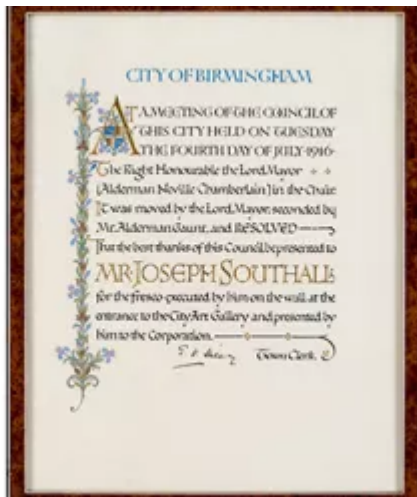 CITY OF BIRMINGHAM
AT A MEETING OF THE COUNCIL OF
THIS CITY HELD ON TUESDAY
THE FOURTH DAY OF JULY·1916·
The Right Honourable the Lord Mayor
(Alderman Neville Chamberlain) in the Chair.
It was moved by the Lord Mayor, seconded by
Mr. Alderman Gaunt, and RESOLVED
That the best thanks of this Council be presented to
MR·JOSEPH SOUTHALL
for the fresco executed by him on the wall at the
entrance to the City Art Gallery and presented by
him to the Corporation.
Town Clerk.